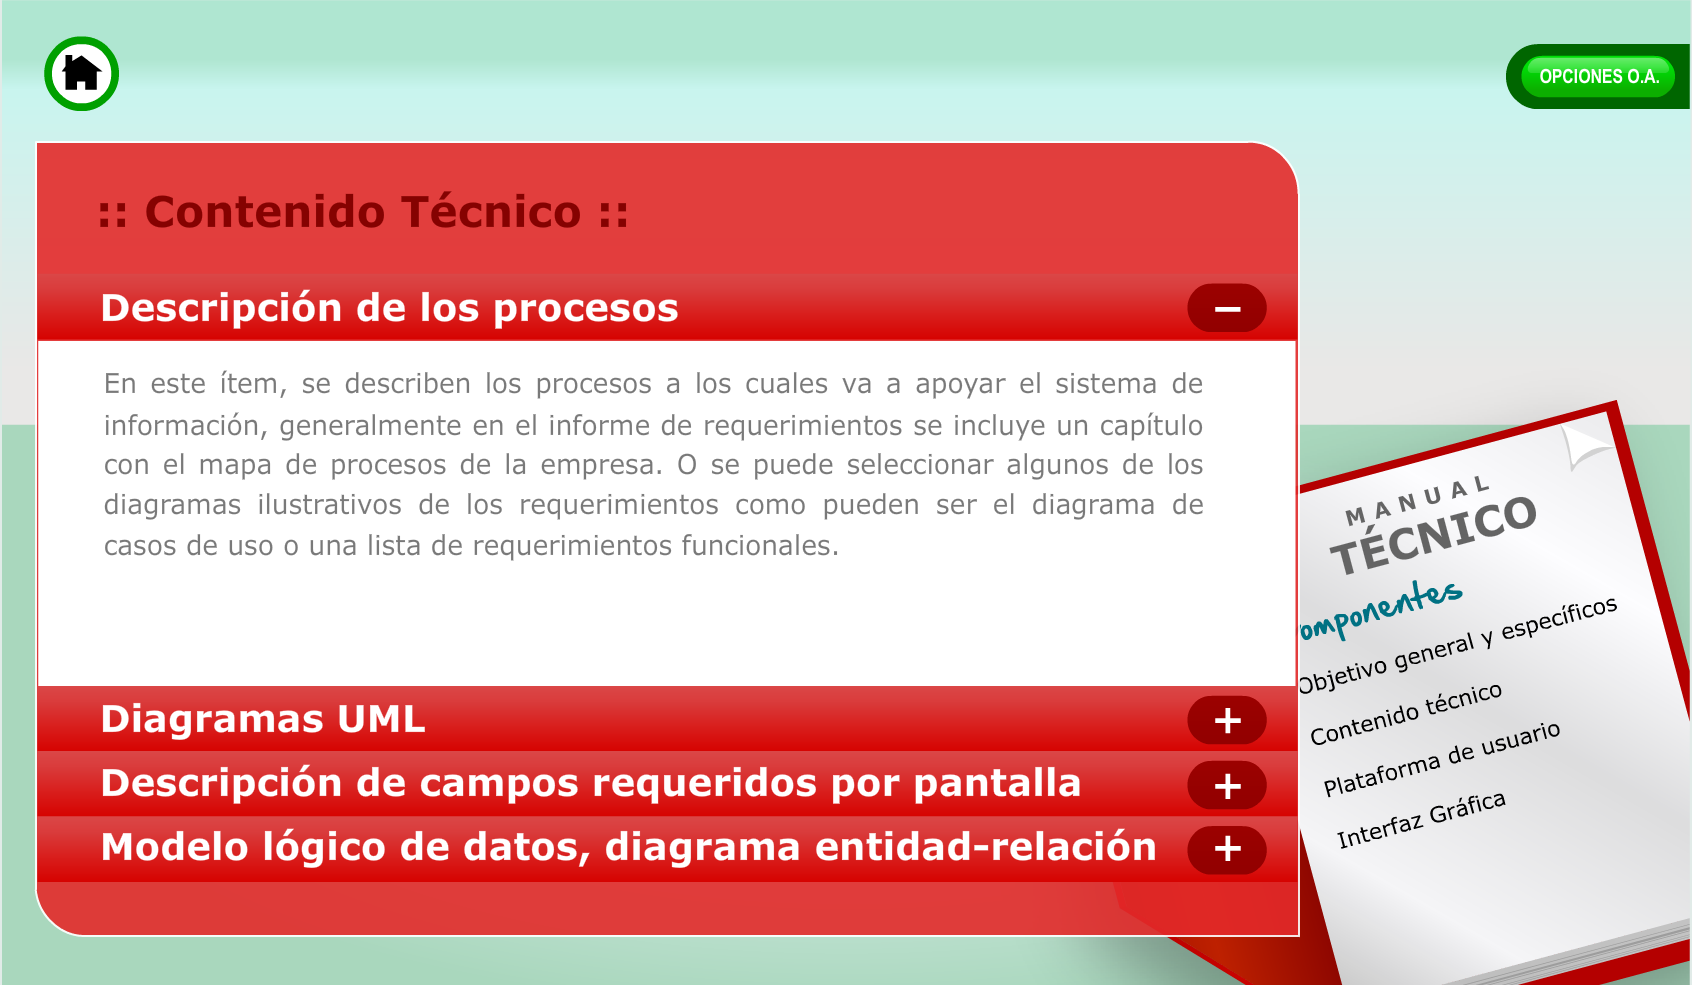 OPCIONES O.A.
:: Contenido Técnico ::
Descripción de los procesos
En este ítem, se describen los procesos a los cuales va a apoyar el sistema de
información, generalmente en el informe de requerimientos se incluye un capítulo
con el mapa de procesos de la empresa. O se puede seleccionar algunos de los
diagramas ilustrativos de los requerimientos como pueden ser el diagrama de
casos de uso o una lista de requerimientos funcionales.
Diagramas UML
Descripción de campos requeridos por pantalla
Modelo lógico de datos, diagrama entidad-relación
MANUAL
TÉCNICO
omponentes
Objetivo general y específicos
Contenido técnico
Plataforma de usuario
Interfaz Gráfica